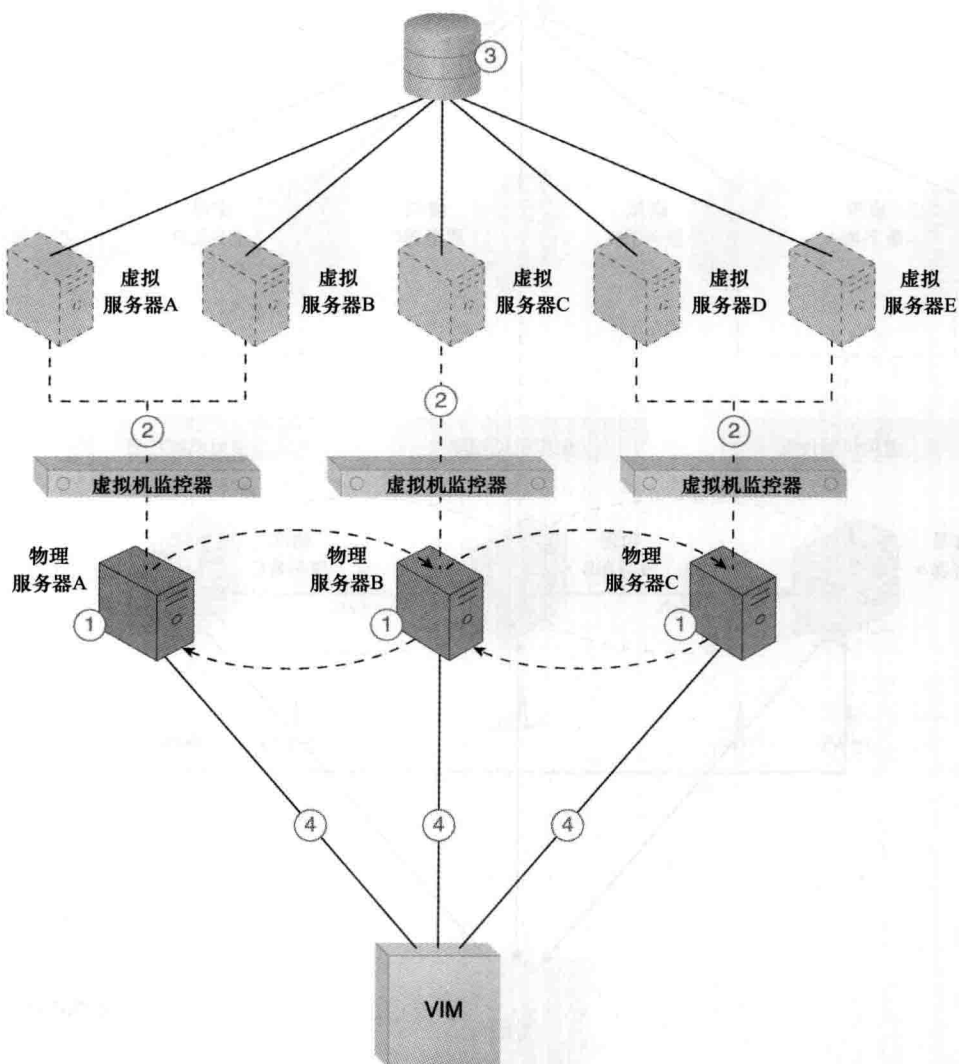 ③
虚拟
服务器A
虚拟
服务器B
虚拟
服务器C
虚拟
服务器D
虚拟
服务器E
②
②
②
虚拟机监控器
虚拟机监控器
虚拟机监控器
物理
服务器A
物理
服务器B
物理
服务器C
①
①
①
④
④
④
VIM